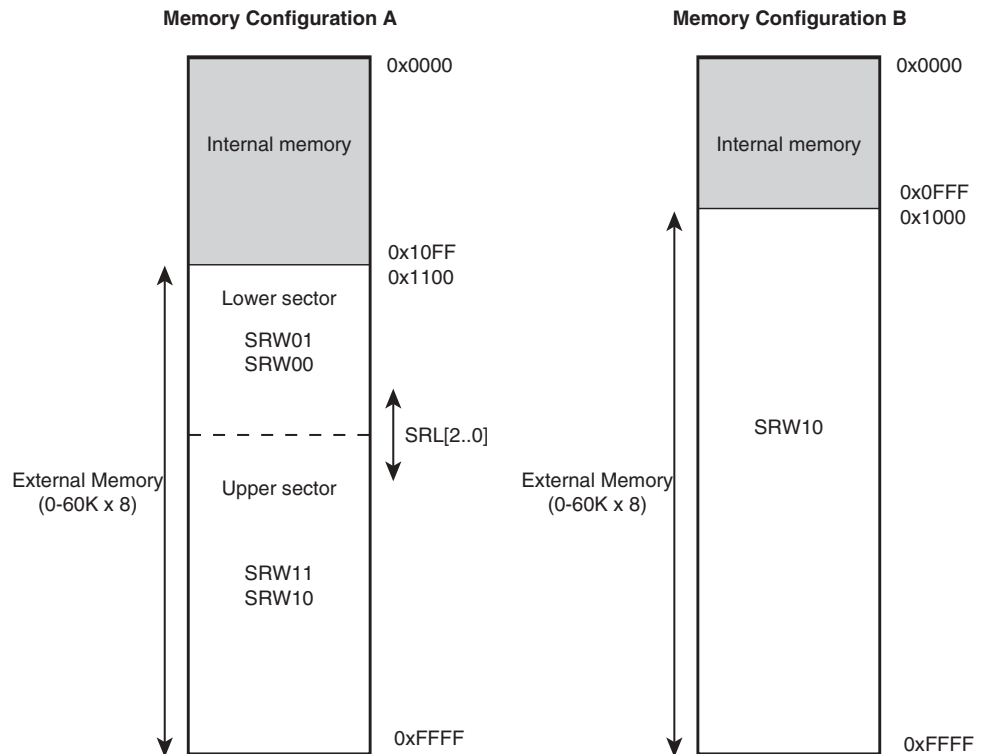 Memory Configuration A
0x0000
Internal memory
0x10FF
0x1100
Lower sector
SRW01
SRW00
SRL[2..0]
External Memory
(0-60K x 8)
Upper sector
SRW11
SRW10
0xFFFF
Memory Configuration B
0x0000
Internal memory
0x0FFF
0x1000
SRW10
External Memory
(0-60K x 8)
0xFFFF